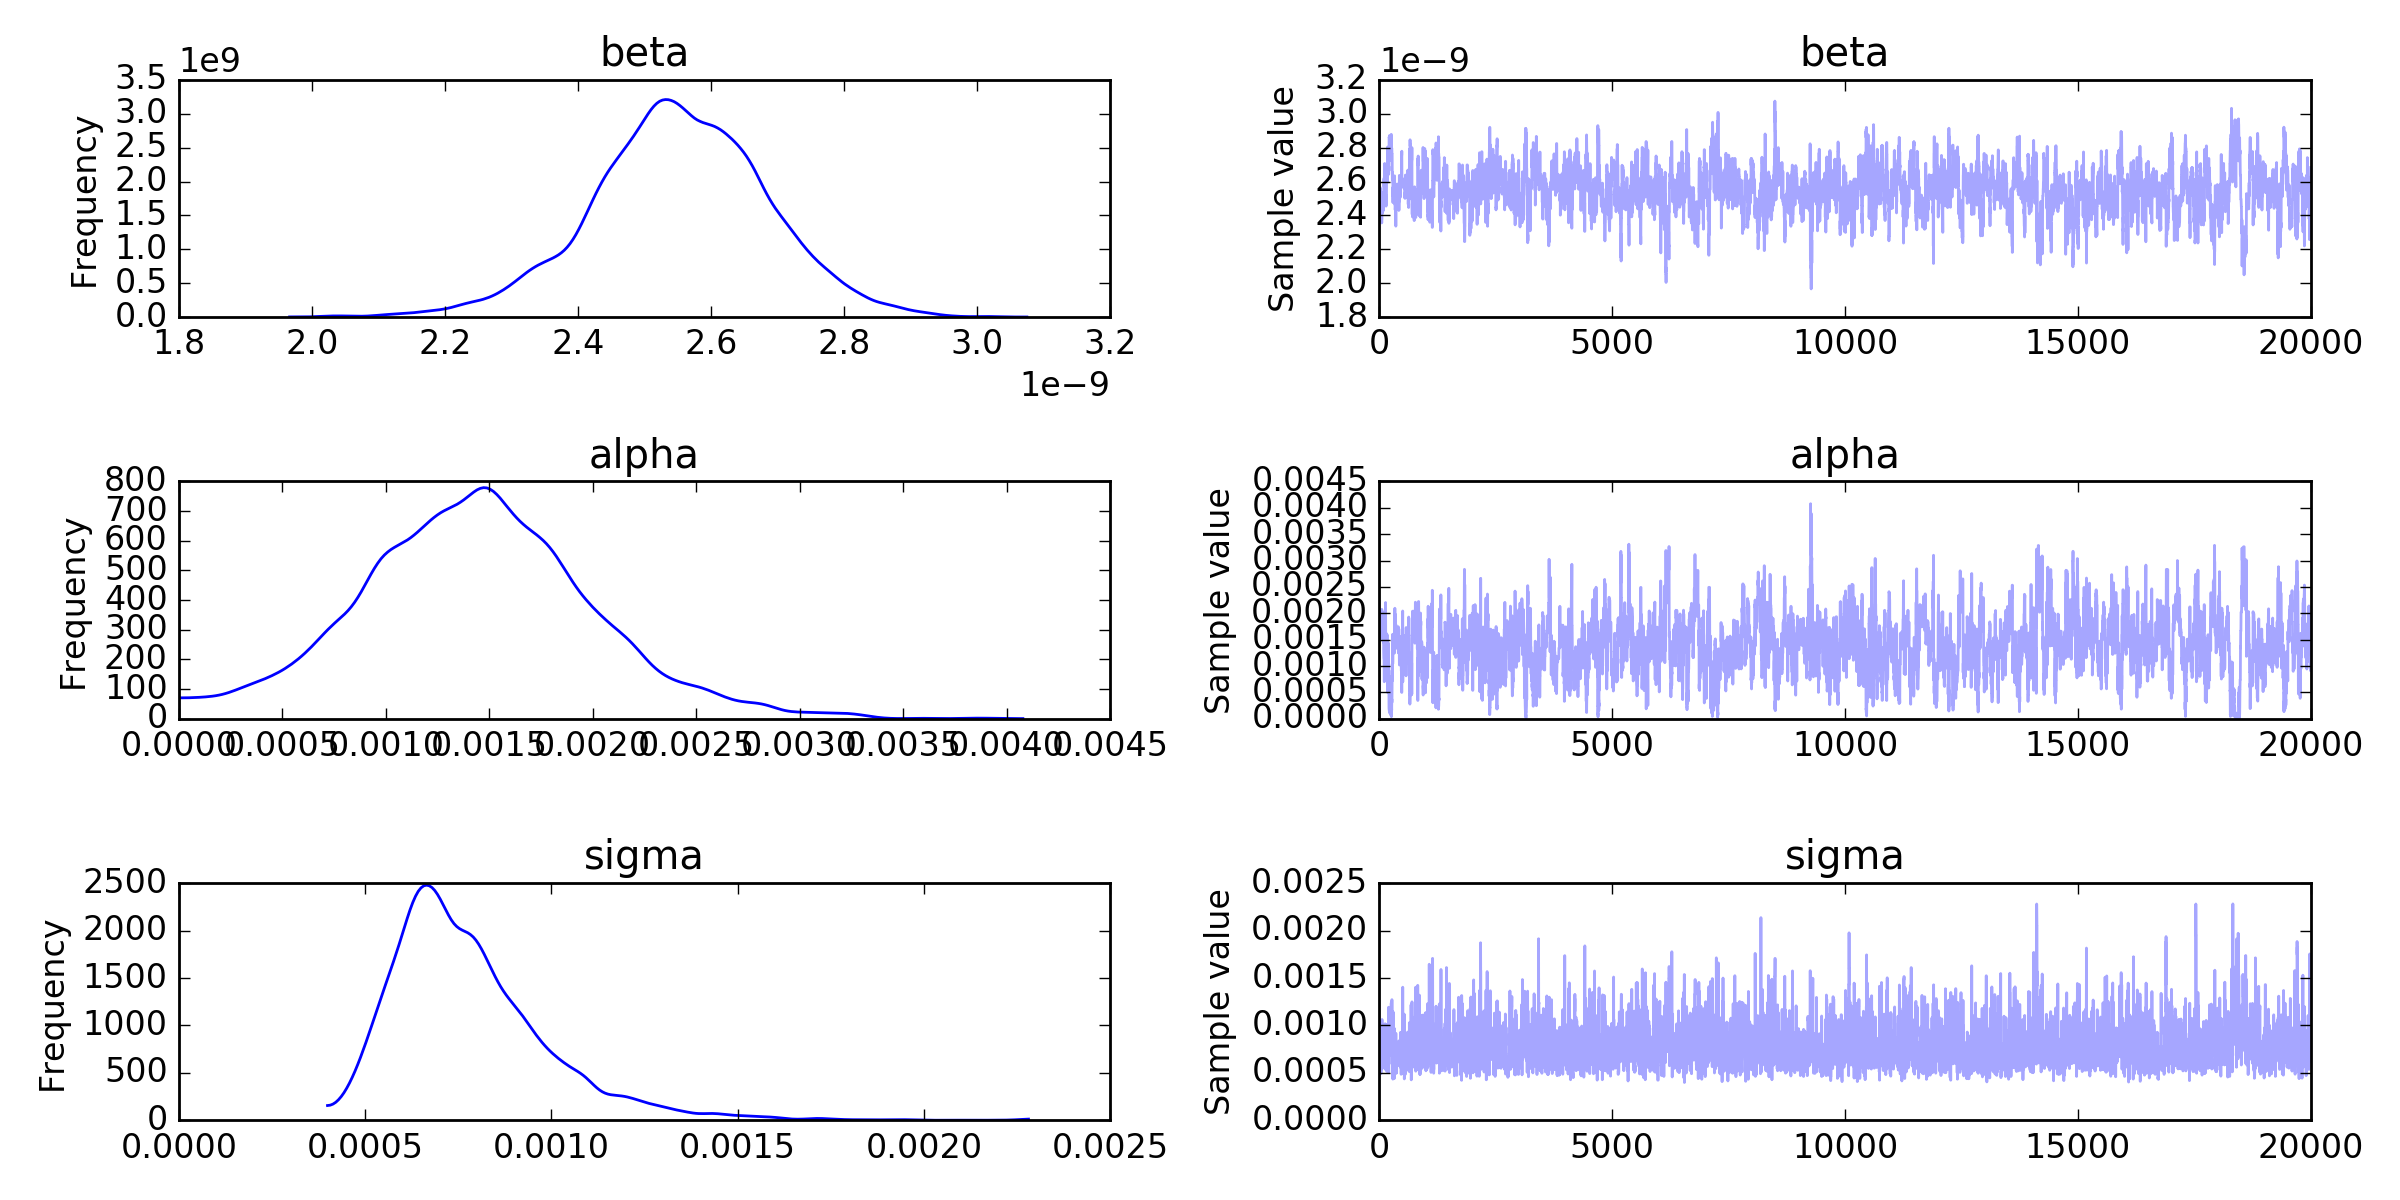 beta
1e9
3.5
3.0
2.5
2.0
1.5
1.0
0.5
0.0
Frequency
1.8 2.0 2.2 2.4 2.6 2.8 3.0 3.2
1e−9
beta
1e−9
3.2
3.0
2.8
2.6
2.4
2.2
2.0
1.8
Sample value
0 5000 10000 15000 20000
alpha
800
700
600
500
400
300
200
100
0
Frequency
0.0000 0.0005 0.0010 0.0015 0.0020 0.0025 0.0030 0.0035 0.0040 0.0045
alpha
0.0045
0.0040
0.0035
0.0030
0.0025
0.0020
0.0015
0.0010
0.0005
0.0000
Sample value
0 5000 10000 15000 20000
sigma
2500
2000
1500
1000
500
0
Frequency
0.0000 0.0005 0.0010 0.0015 0.0020 0.0025
sigma
0.0025
0.0020
0.0015
0.0010
0.0005
0.0000
Sample value
0 5000 10000 15000 20000